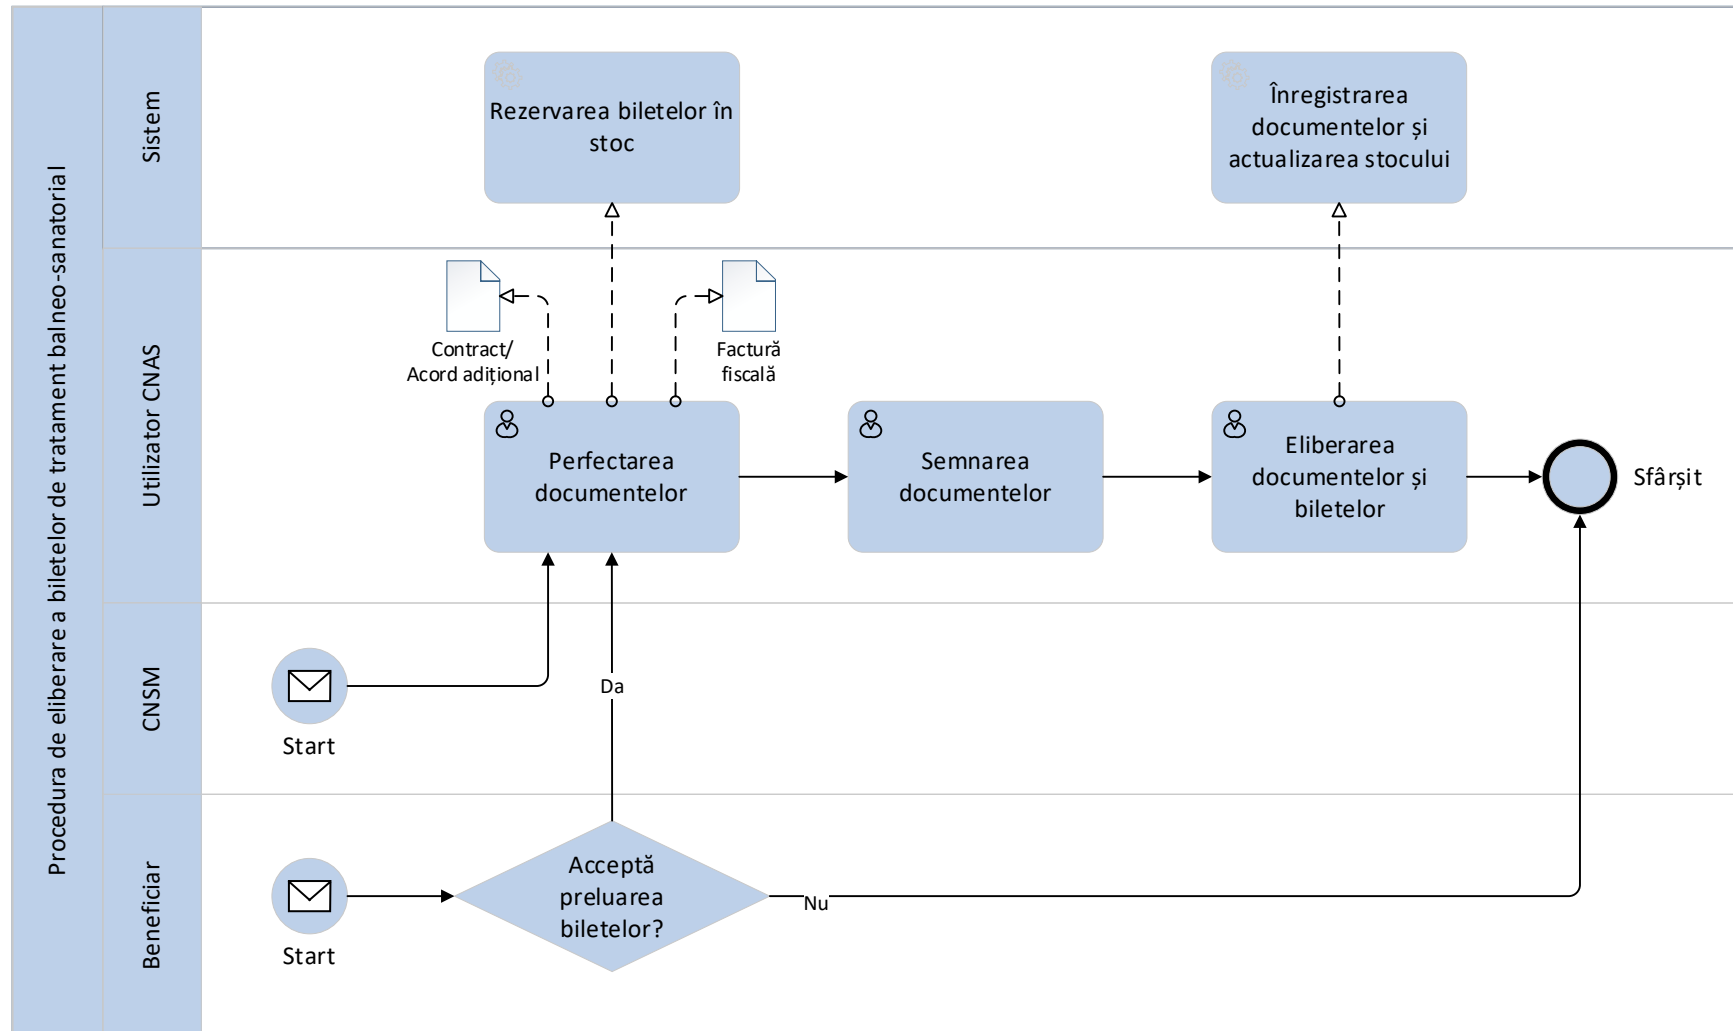 Procedura de eliberare a biletelor de tratament balneo-sanatorial
Sistem
Rezervarea biletelor în
stoc
Înregistrarea
documentelor și
actualizarea stocului
Utilizator CNAS
Contract/
Acord adițional
Factură
fiscală
Perfectarea
documentelor
Semnarea
documentelor
Eliberarea
documentelor și
biletelor
Sfârșit
CNSM
Start
Da
Beneficiar
Start
Acceptă
preluarea
biletelor?
Nu